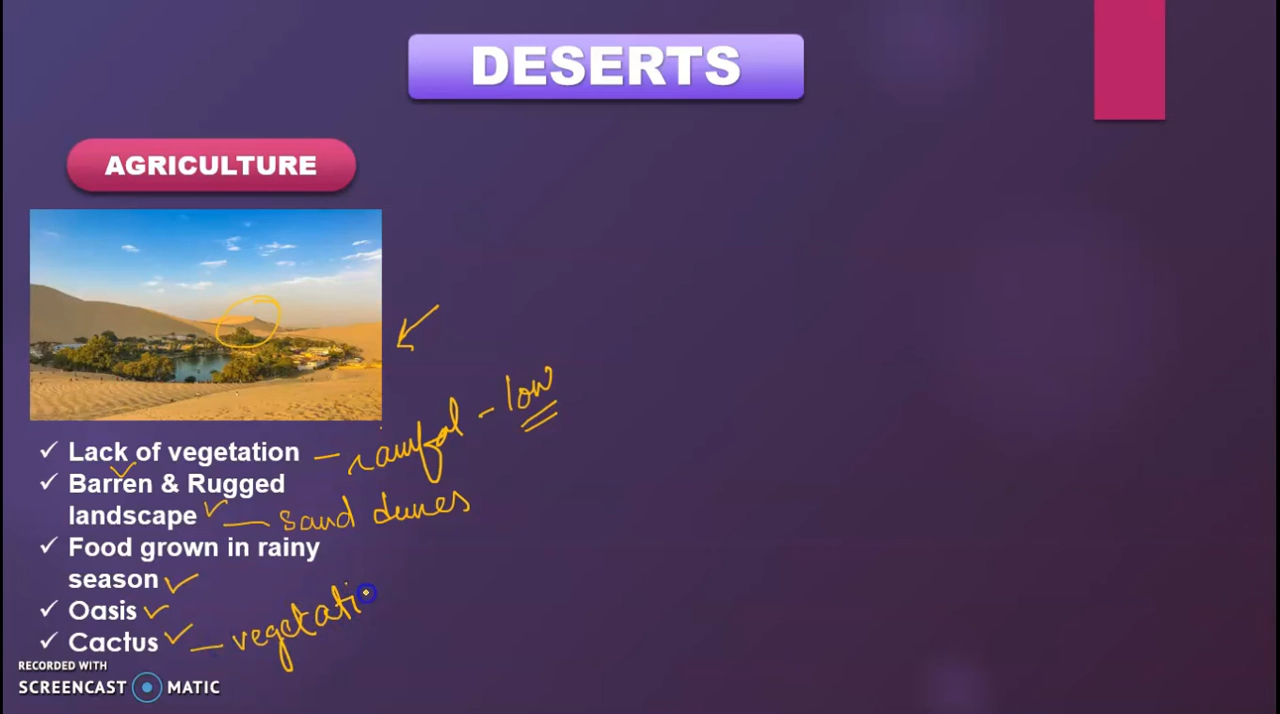 DESERTS
AGRICULTURE
✓ Lack of vegetation – rainfal - low
✓ Barren & Rugged
landscape — sand dunes
✓ Food grown in rainy
season
✓ Oasis
✓ Cactus — vegetati
RECORDED WITH
SCREENCAST MATIC